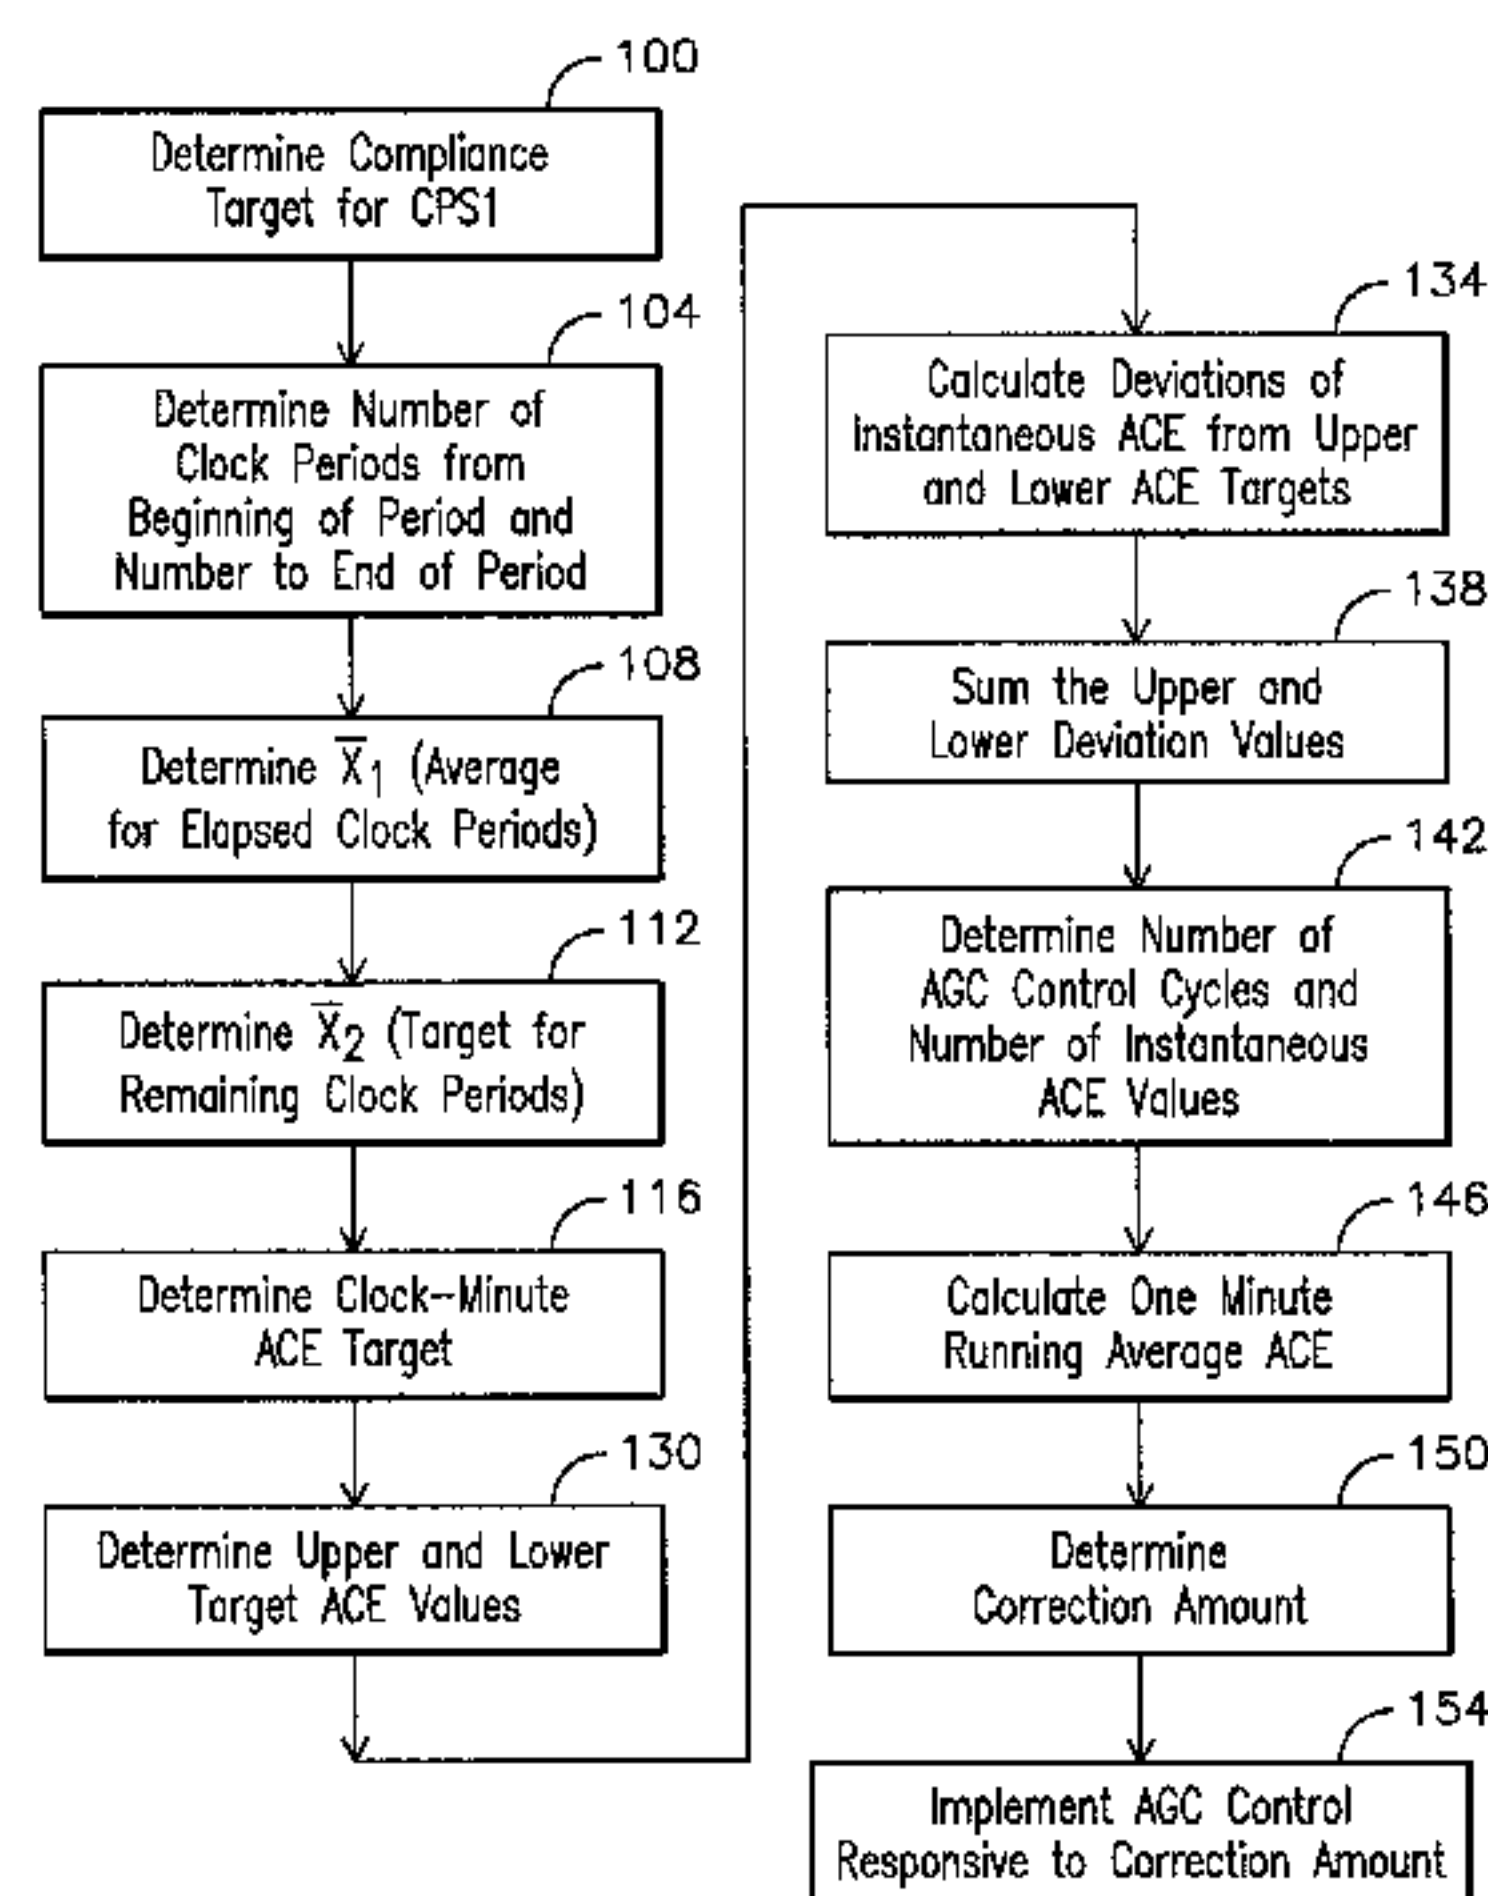 100
Determine Compliance
Target for CPS1
104
Determine Number of
Clock Periods from
Beginning of Period and
Number to End of Period
108
Determine X̅1 (Average
for Elapsed Clock Periods)
112
Determine X̅2 (Target for
Remaining Clock Periods)
116
Determine Clock-Minute
ACE Target
130
Determine Upper and Lower
Target ACE Values
134
Calculate Deviations of
Instantaneous ACE from Upper
and Lower ACE Targets
138
Sum the Upper and
Lower Deviation Values
142
Determine Number of
AGC Control Cycles and
Number of Instantaneous
ACE Values
146
Calculate One Minute
Running Average ACE
150
Determine
Correction Amount
154
Implement AGC Control
Responsive to Correction Amount